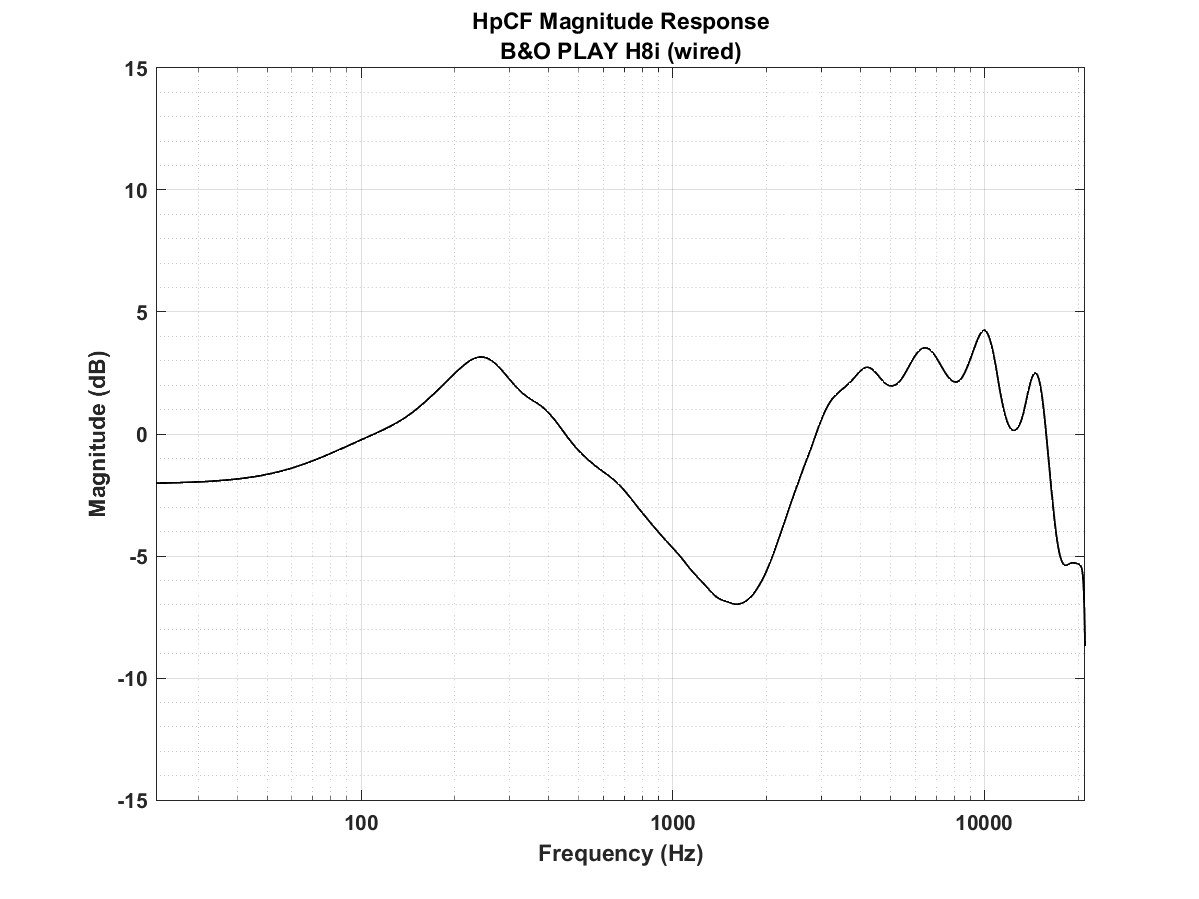 HpCF Magnitude Response
B&O PLAY H8i (wired)
15
10
5
0
-5
-10
-15
Magnitude (dB)
100
1000
10000
Frequency (Hz)